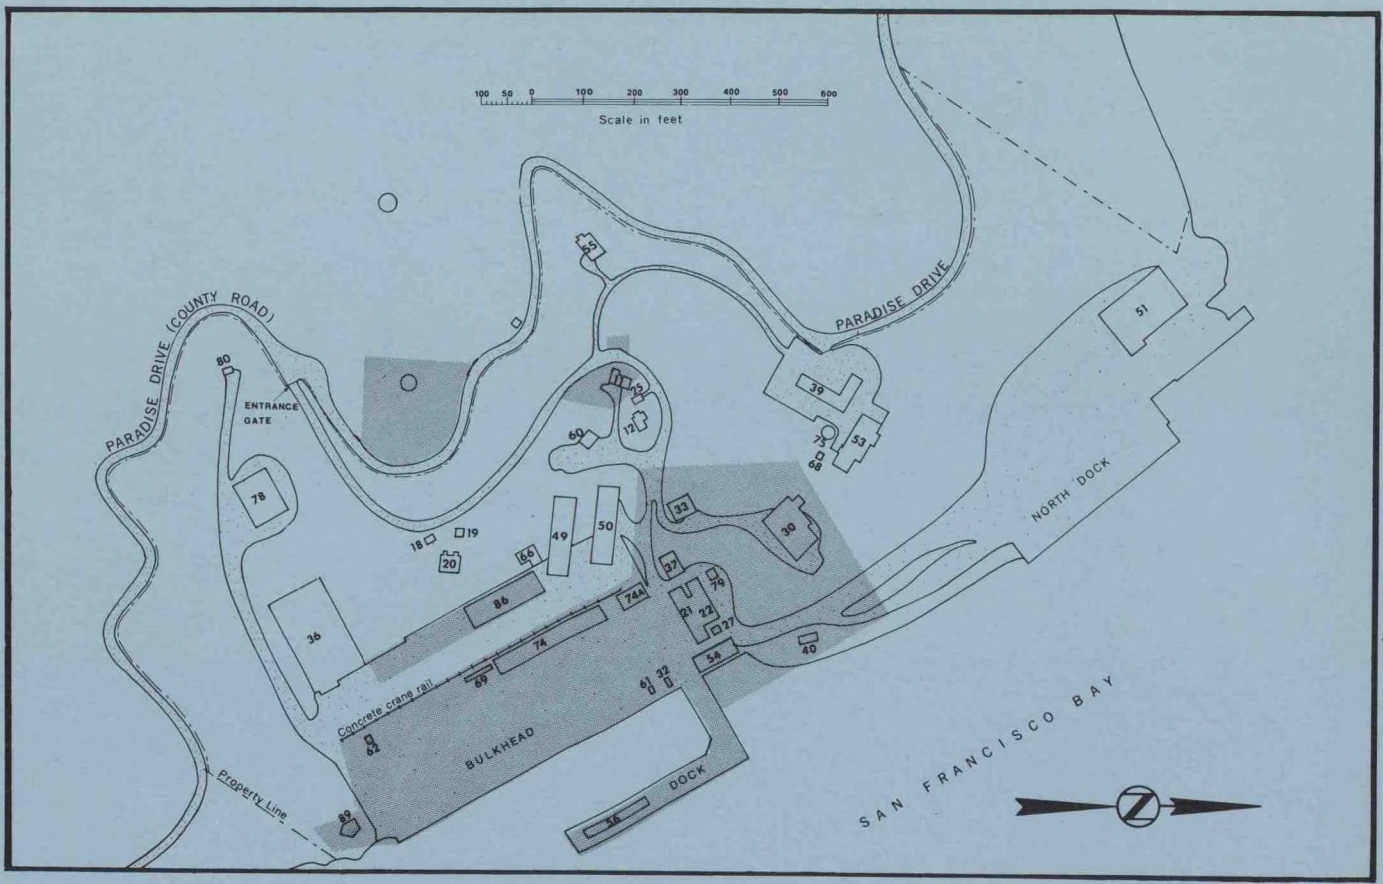 100 50 0 100 200 300 400 500 600
Scale in feet
PARADISE DRIVE (COUNTY ROAD)
PARADISE DRIVE
ENTRANCE
GATE
80
55
51
39
12
60
75
68
53
78
NORTH DOCK
33
30
49
50
18
19
20
66
37
79
86
74A
21
22
27
36
74
54
40
69
61
32
Concrete crane rail
62
BULKHEAD
DOCK
SAN FRANCISCO BAY
Property Line
89
56
Z